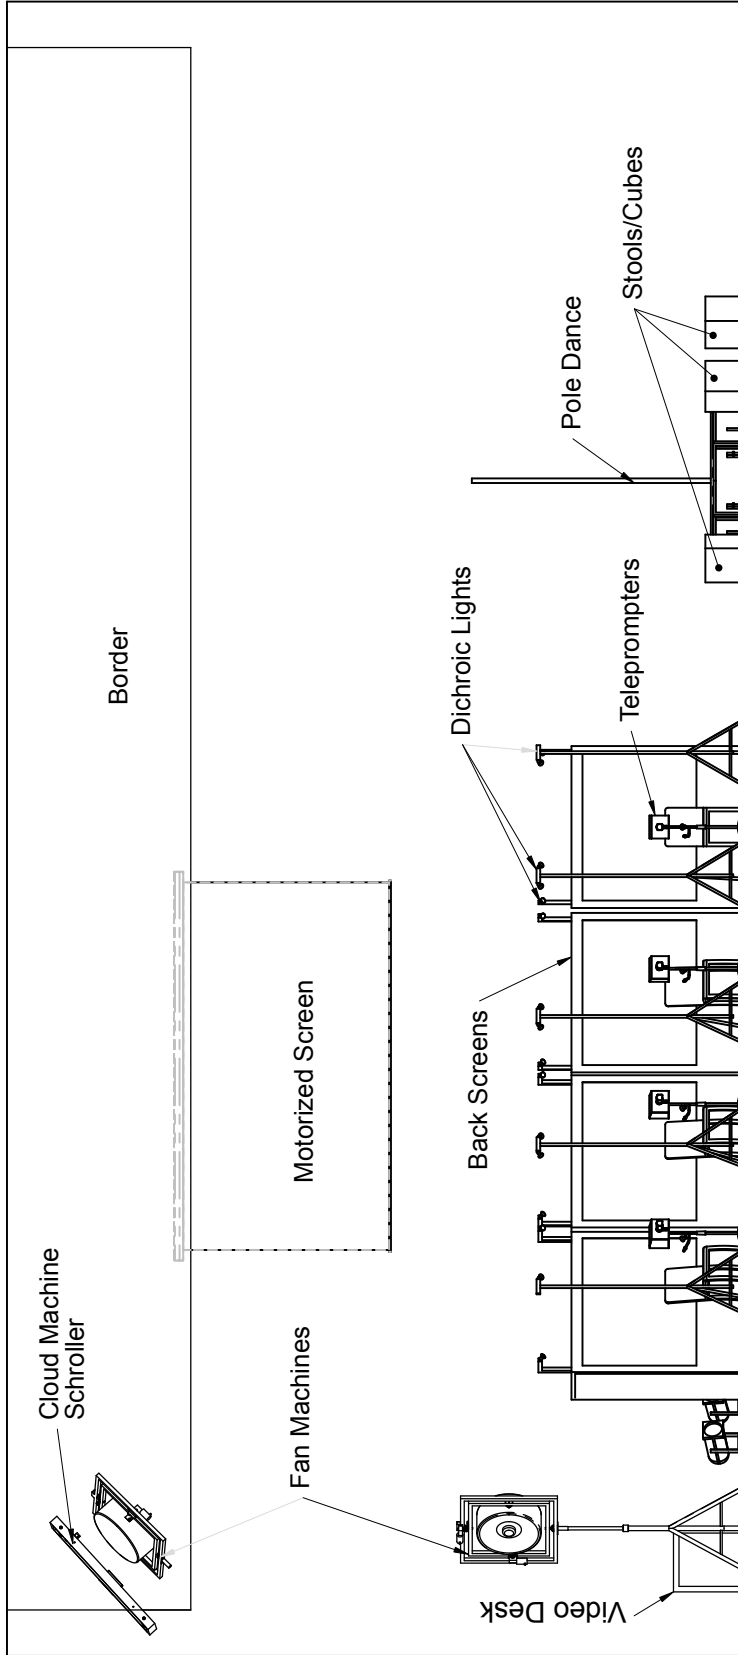 Border
Cloud Machine
Schroller
Motorized Screen
Fan Machines
Dichroic Lights
Back Screens
Pole Dance
Stools/Cubes
Teleprompters
Video Desk